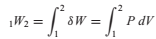 ₁W₂ = ∫₁² δW = ∫₁² P dV